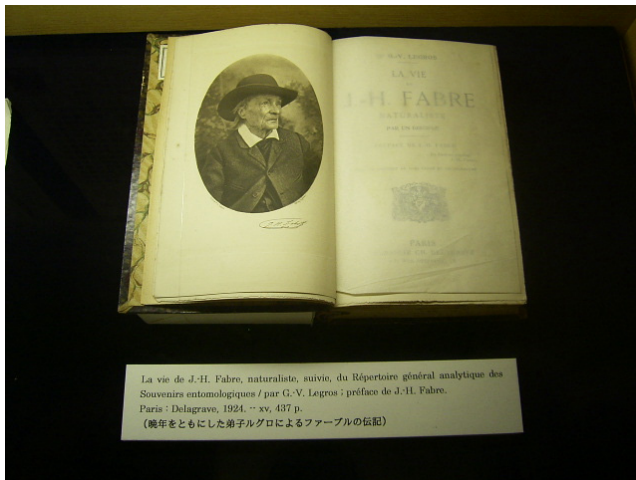 LA VIE
J.-H. FABRE
NATURALISTE
PARIS
La vie de J.-H. Fabre, naturaliste, suivie, du Répertoire général analytique des
Souvenirs entomologiques / par G.-V. Legros ; préface de J.-H. Fabre.
Paris : Delagrave, 1924. -- xv, 437 p.
（晩年をともにした弟子ルグロによるファーブルの伝記）